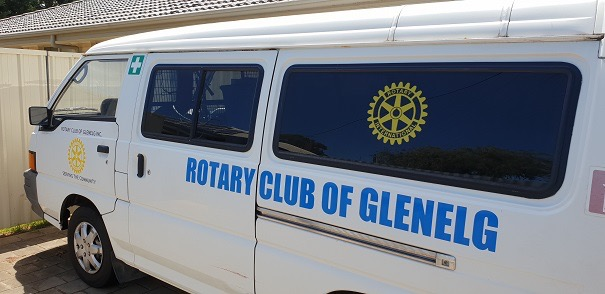 ROTARY CLUB OF GLENELG INC.
SERVING THE COMMUNITY
ROTARY
INTERNATIONAL
ROTARY CLUB OF GLENELG